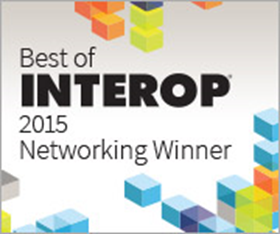 Best of
INTEROP®
2015
Networking Winner